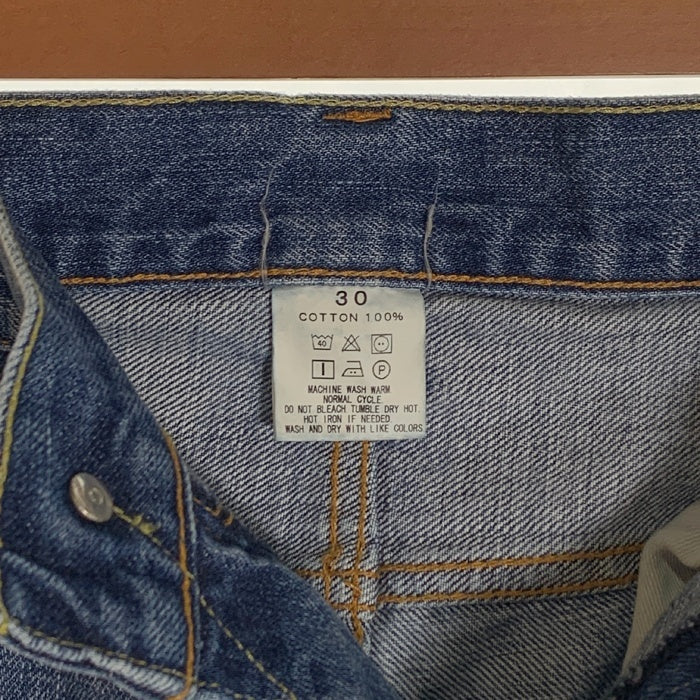 30
COTTON 100%
40
P
MACHINE WASH WARM
NORMAL CYCLE
DO NOT BLEACH TUMBLE DRY HOT.
HOT IRON IF NEEDED
WASH AND DRY WITH LIKE COLORS